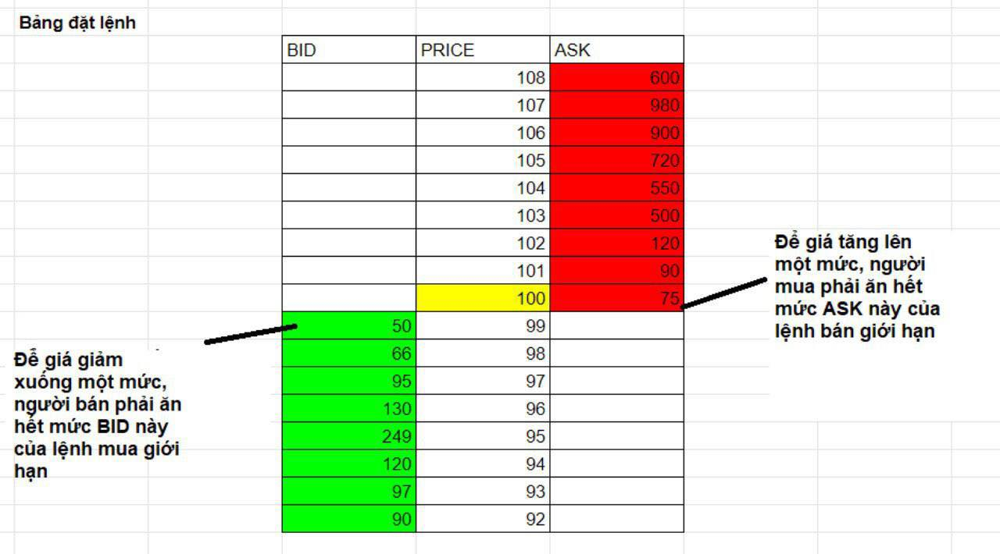 Bảng đặt lệnh
BID PRICE ASK
108 600
107 980
106 900
105 720
104 550
103 500
102 120
101 90
100 75
Để giá tăng lên
một mức, người
mua phải ăn hết
mức ASK này của
lệnh bán giới hạn
50 99
66 98
95 97
130 96
249 95
120 94
97 93
90 92
Để giá giảm
xuống một mức,
người bán phải ăn
hết mức BID này
của lệnh mua giới
hạn